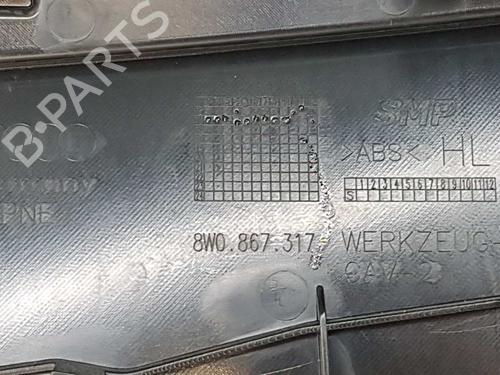 B-PARTS
SMP
>ABS< HL
S 1 2 3 4 5 6 7 8 9 10 11 12
PNE
8W0.867.317
WERKZEUG
CAV-2